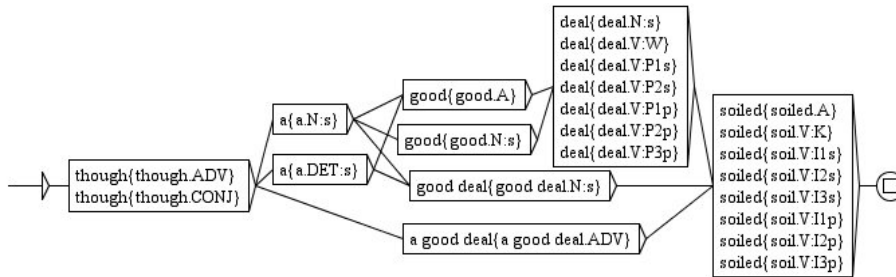 though{though.ADV}
though{though.CONJ}
a{a.N:s}
a{a.DET:s}
good{good.A}
good{good.N:s}
good deal{good deal.N:s}
a good deal{a good deal.ADV}
deal{deal.N:s}
deal{deal.V:W}
deal{deal.V:P1s}
deal{deal.V:P2s}
deal{deal.V:P1p}
deal{deal.V:P2p}
deal{deal.V:P3p}
soiled{soiled.A}
soiled{soil.V:K}
soiled{soil.V:I1s}
soiled{soil.V:I2s}
soiled{soil.V:I3s}
soiled{soil.V:I1p}
soiled{soil.V:I2p}
soiled{soil.V:I3p}